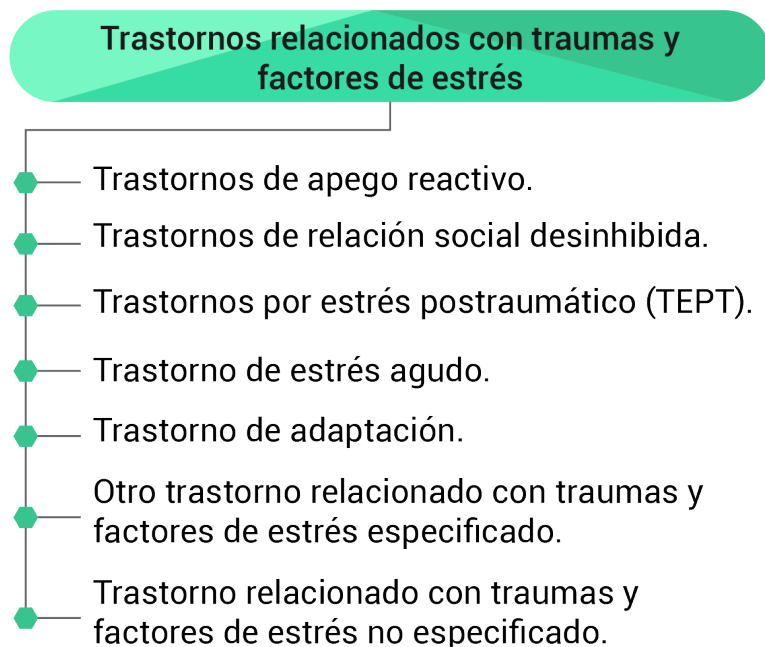 Trastornos relacionados con traumas y
factores de estrés
Trastornos de apego reactivo.
Trastornos de relación social desinhibida.
Trastornos por estrés postraumático (TEPT).
Trastorno de estrés agudo.
Trastorno de adaptación.
Otro trastorno relacionado con traumas y
factores de estrés especificado.
Trastorno relacionado con traumas y
factores de estrés no especificado.